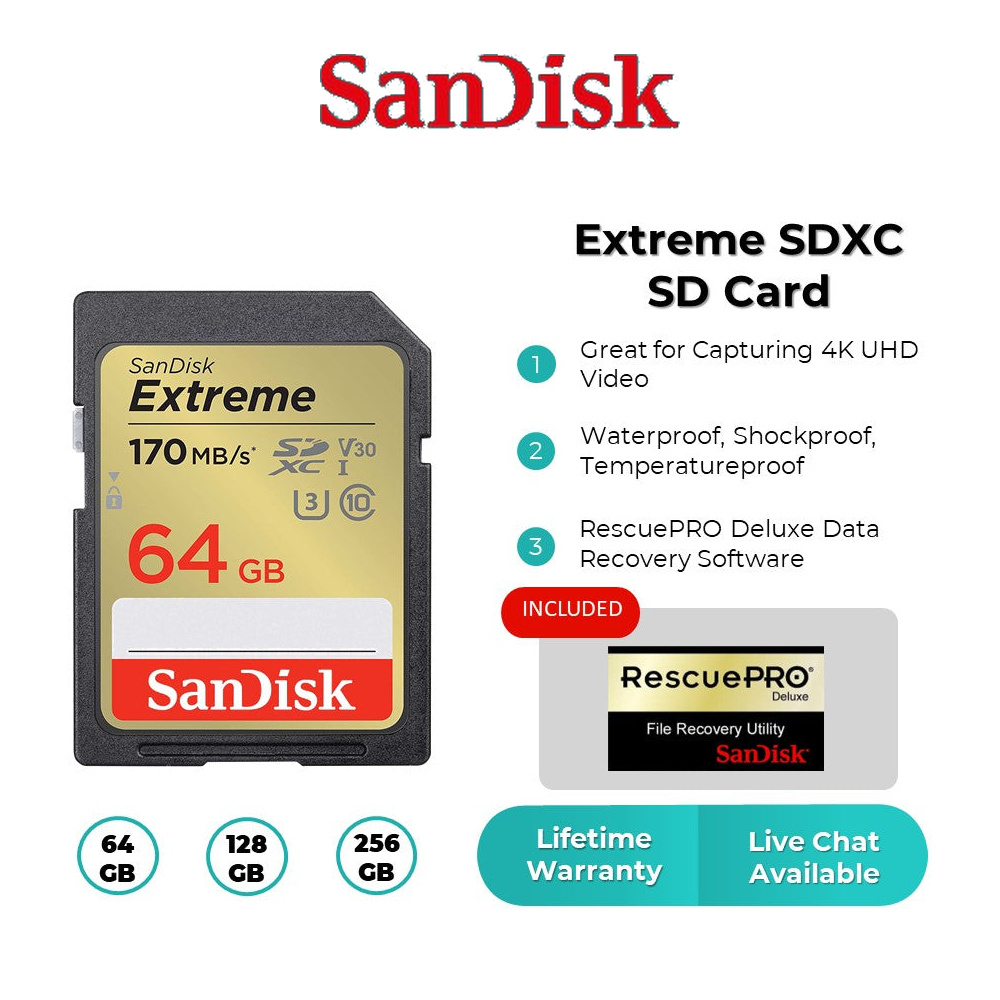 SanDisk
Extreme SDXC
SD Card
1
Great for Capturing 4K UHD
Video
2
Waterproof, Shockproof,
Temperatureproof
3
RescuePRO Deluxe Data
Recovery Software
INCLUDED
RescuePRO®
Deluxe
File Recovery Utility
SanDisk
SanDisk
Extreme
170 MB/s*
SD XC V30
I
U3 C10
64 GB
SanDisk
64
GB
128
GB
256
GB
Lifetime
Warranty
Live Chat
Available